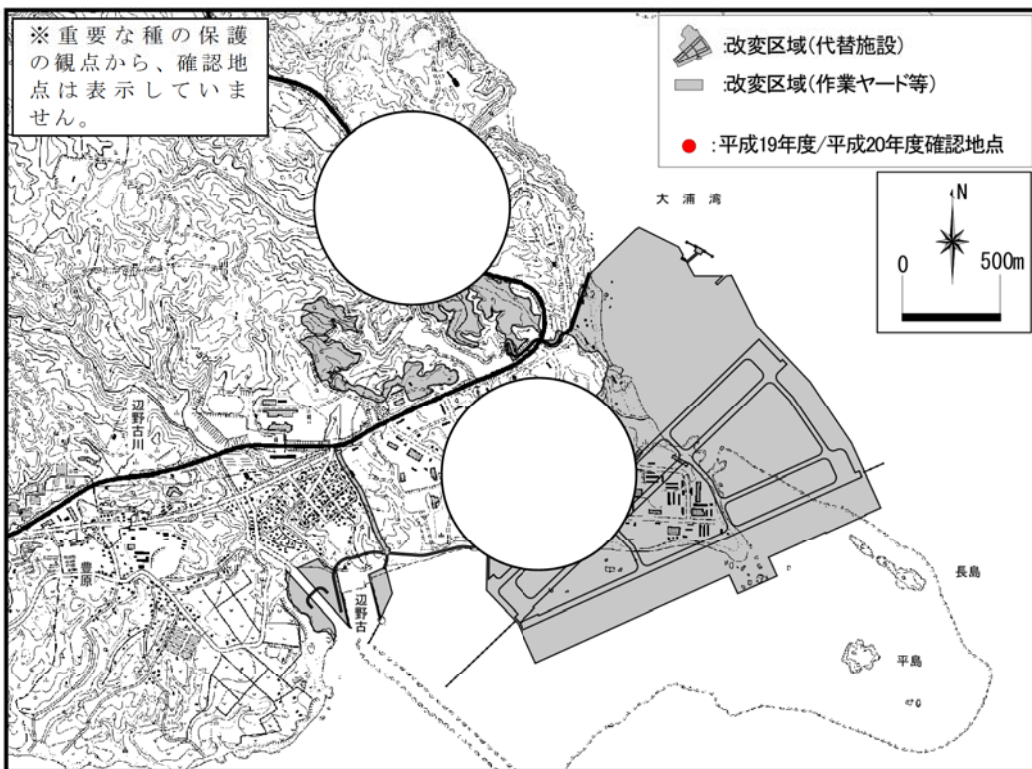 ※重要な種の保護
の観点から、確認地
点は表示していま
せん。
:改変区域(代替施設)
:改変区域(作業ヤード等)
:平成19年度/平成20年度確認地点
大浦湾
N
0 500m
辺野古川
豊原
辺野古
長島
平島